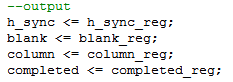 --output
h_sync <= h_sync_reg;
blank <= blank_reg;
column <= column_reg;
completed <= completed_reg;